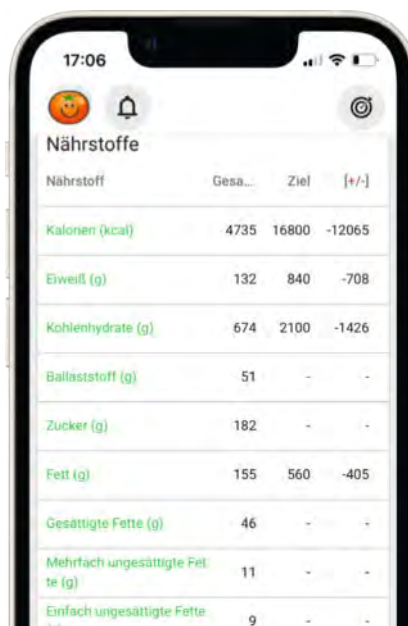 17:06
Nährstoffe
Nährstoff Gesa... Ziel [+/-]
Kalorien (kcal) 4735 16800 -12065
Eiweiß (g) 132 840 -708
Kohlenhydrate (g) 674 2100 -1426
Ballaststoff (g) 51 - -
Zucker (g) 182 - -
Fett (g) 155 560 -405
Gesättigte Fette (g) 46 - -
Mehrfach ungesättigte Fet
te (g) 11 - -
Einfach ungesättigte Fette
9 - -